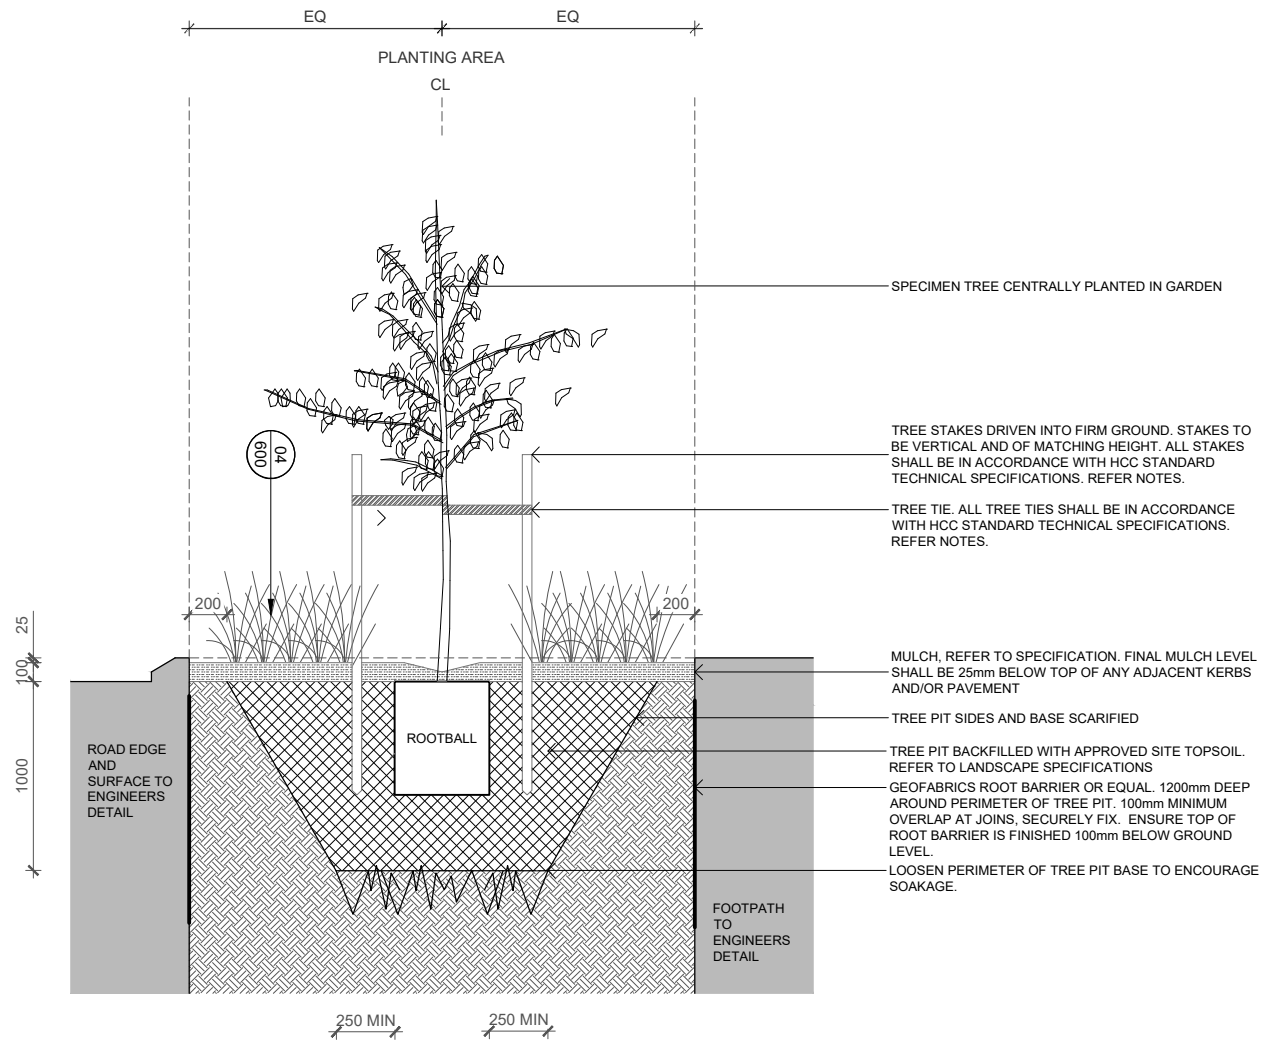 EQ
EQ
PLANTING AREA
CL
SPECIMEN TREE CENTRALLY PLANTED IN GARDEN
04
600
TREE STAKES DRIVEN INTO FIRM GROUND. STAKES TO
BE VERTICAL AND OF MATCHING HEIGHT. ALL STAKES
SHALL BE IN ACCORDANCE WITH HCC STANDARD
TECHNICAL SPECIFICATIONS. REFER NOTES.
TREE TIE. ALL TREE TIES SHALL BE IN ACCORDANCE
WITH HCC STANDARD TECHNICAL SPECIFICATIONS.
REFER NOTES.
200
200
25
100
1000
MULCH, REFER TO SPECIFICATION. FINAL MULCH LEVEL
SHALL BE 25mm BELOW TOP OF ANY ADJACENT KERBS
AND/OR PAVEMENT
TREE PIT SIDES AND BASE SCARIFIED
ROOTBALL
ROAD EDGE
AND
SURFACE TO
ENGINEERS
DETAIL
TREE PIT BACKFILLED WITH APPROVED SITE TOPSOIL.
REFER TO LANDSCAPE SPECIFICATIONS
GEOFABRICS ROOT BARRIER OR EQUAL. 1200mm DEEP
AROUND PERIMETER OF TREE PIT. 100mm MINIMUM
OVERLAP AT JOINS, SECURELY FIX. ENSURE TOP OF
ROOT BARRIER IS FINISHED 100mm BELOW GROUND
LEVEL.
LOOSEN PERIMETER OF TREE PIT BASE TO ENCOURAGE
SOAKAGE.
FOOTPATH
TO
ENGINEERS
DETAIL
250 MIN
250 MIN